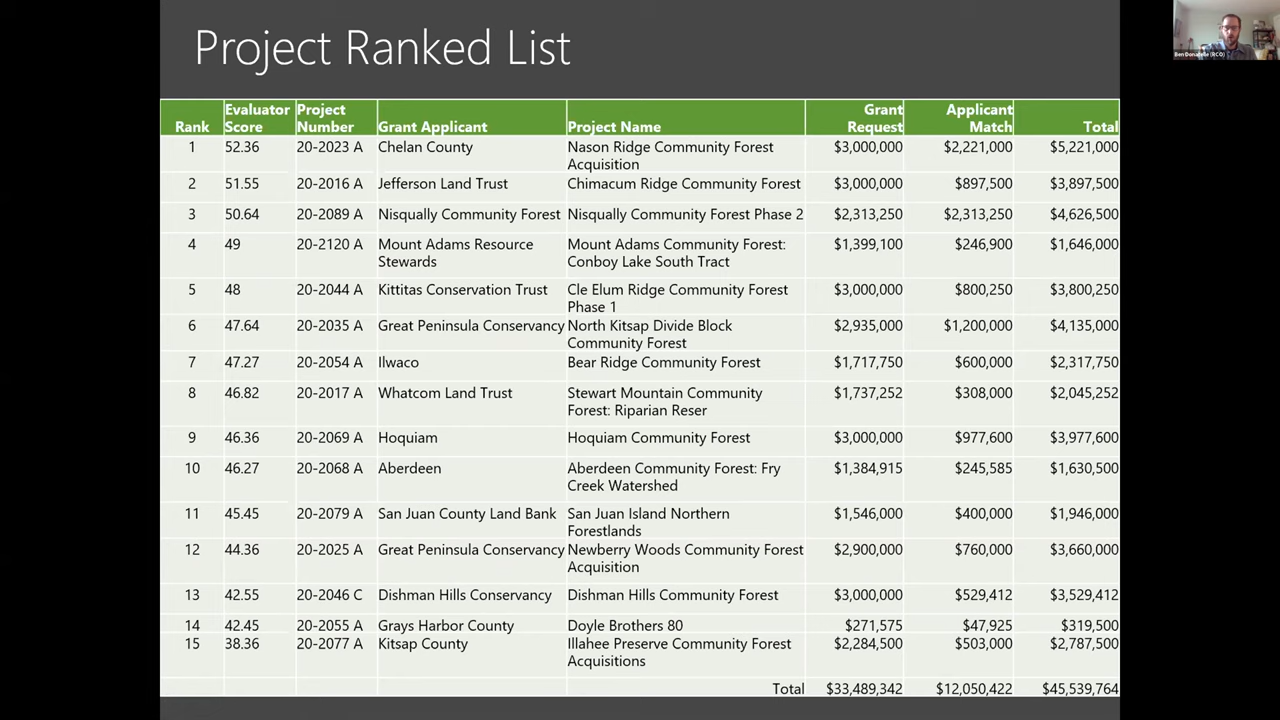 Project Ranked List
Rank Evaluator Score Project Number Grant Applicant Project Name Grant Request Applicant Match Total
1 52.36 20-2023 A Chelan County Nason Ridge Community Forest Acquisition $3,000,000 $2,221,000 $5,221,000
2 51.55 20-2016 A Jefferson Land Trust Chimacum Ridge Community Forest $3,000,000 $897,500 $3,897,500
3 50.64 20-2089 A Nisqually Community Forest Nisqually Community Forest Phase 2 $2,313,250 $2,313,250 $4,626,500
4 49 20-2120 A Mount Adams Resource Stewards Mount Adams Community Forest: Conboy Lake South Tract $1,399,100 $246,900 $1,646,000
5 48 20-2044 A Kittitas Conservation Trust Cle Elum Ridge Community Forest Phase 1 $3,000,000 $800,250 $3,800,250
6 47.64 20-2035 A Great Peninsula Conservancy North Kitsap Divide Block Community Forest $2,935,000 $1,200,000 $4,135,000
7 47.27 20-2054 A Ilwaco Bear Ridge Community Forest $1,717,750 $600,000 $2,317,750
8 46.82 20-2017 A Whatcom Land Trust Stewart Mountain Community Forest: Riparian Reser $1,737,252 $308,000 $2,045,252
9 46.36 20-2069 A Hoquiam Hoquiam Community Forest $3,000,000 $977,600 $3,977,600
10 46.27 20-2068 A Aberdeen Aberdeen Community Forest: Fry Creek Watershed $1,384,915 $245,585 $1,630,500
11 45.45 20-2079 A San Juan County Land Bank San Juan Island Northern Forestlands $1,546,000 $400,000 $1,946,000
12 44.36 20-2025 A Great Peninsula Conservancy Newberry Woods Community Forest Acquisition $2,900,000 $760,000 $3,660,000
13 42.55 20-2046 C Dishman Hills Conservancy Dishman Hills Community Forest $3,000,000 $529,412 $3,529,412
14 42.45 20-2055 A Grays Harbor County Doyle Brothers 80 $271,575 $47,925 $319,500
15 38.36 20-2077 A Kitsap County Illahee Preserve Community Forest Acquisitions $2,284,500 $503,000 $2,787,500
Total $33,489,342 $12,050,422 $45,539,764
Ben (RCO)